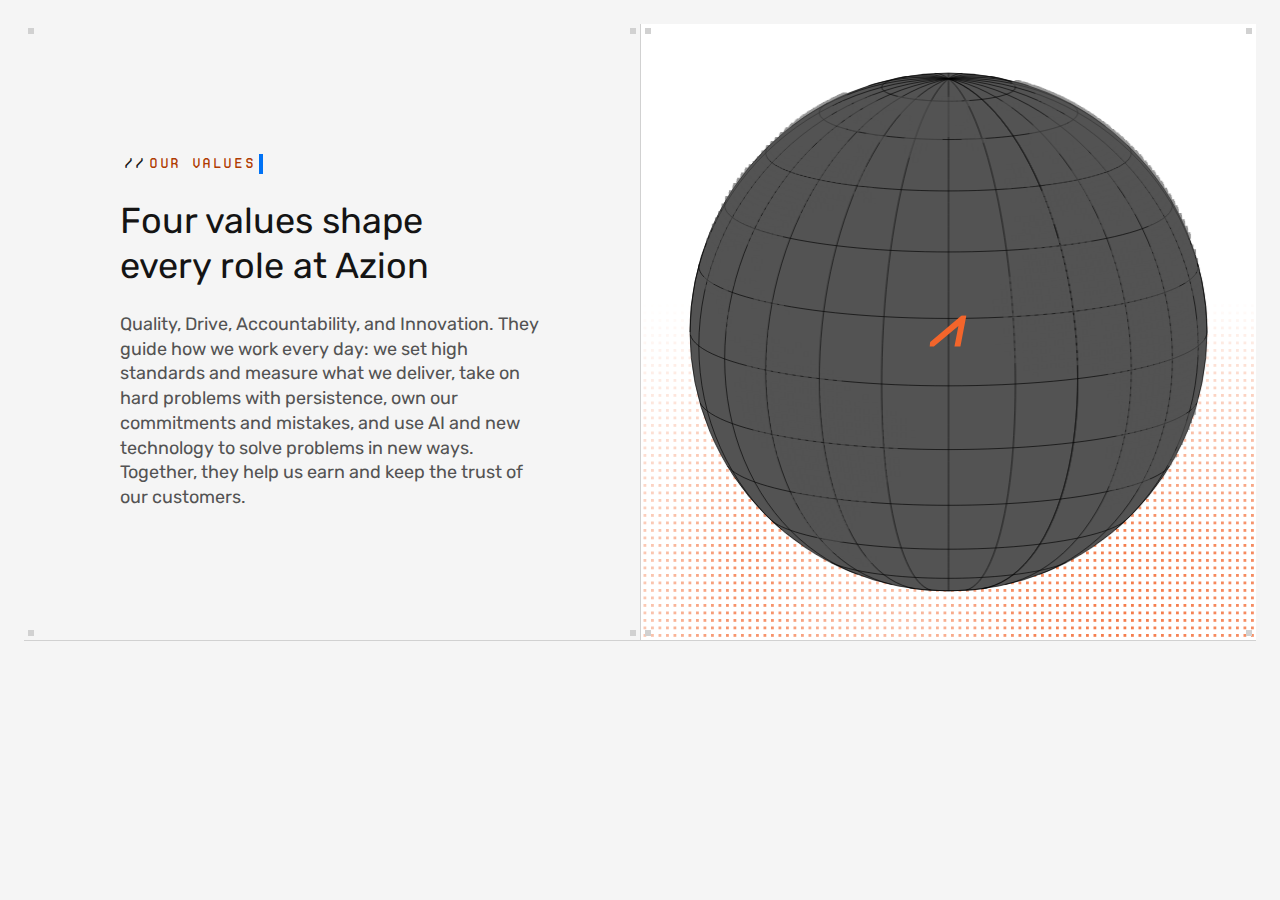 //OUR VALUES
Four values shape
every role at Azion
Quality, Drive, Accountability, and Innovation. They
guide how we work every day: we set high
standards and measure what we deliver, take on
hard problems with persistence, own our
commitments and mistakes, and use AI and new
technology to solve problems in new ways.
Together, they help us earn and keep the trust of
our customers.